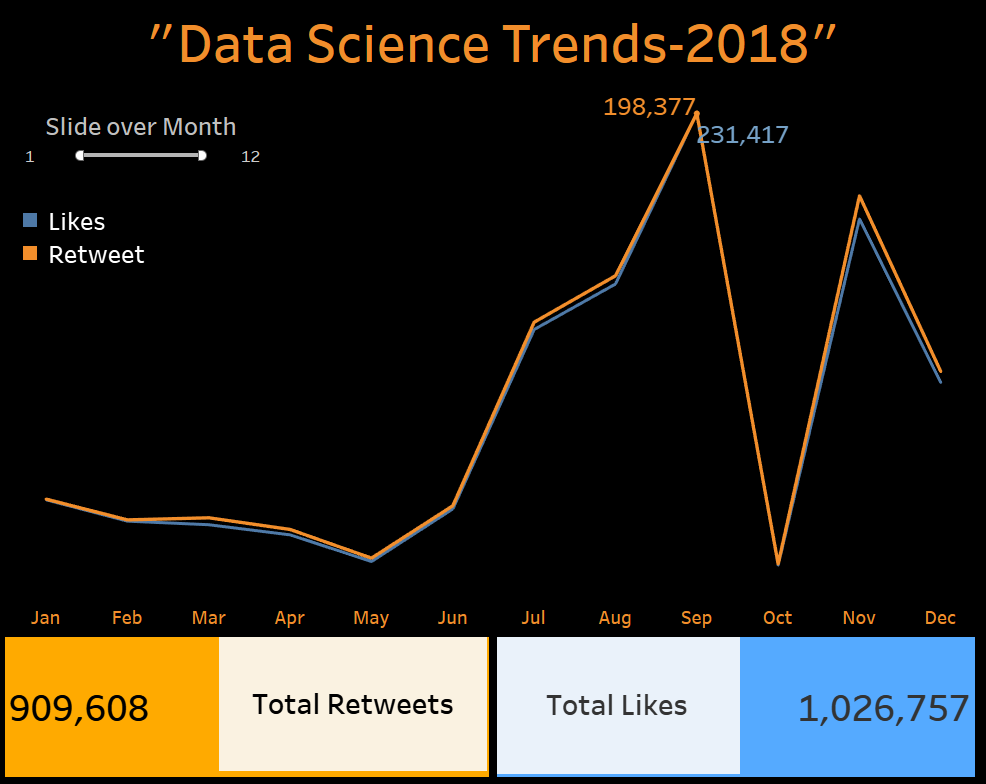 "Data Science Trends-2018"
198,377
231,417
Slide over Month
1 12
Likes
Retweet
Jan Feb Mar Apr May Jun Jul Aug Sep Oct Nov Dec
909,608 Total Retweets Total Likes 1,026,757